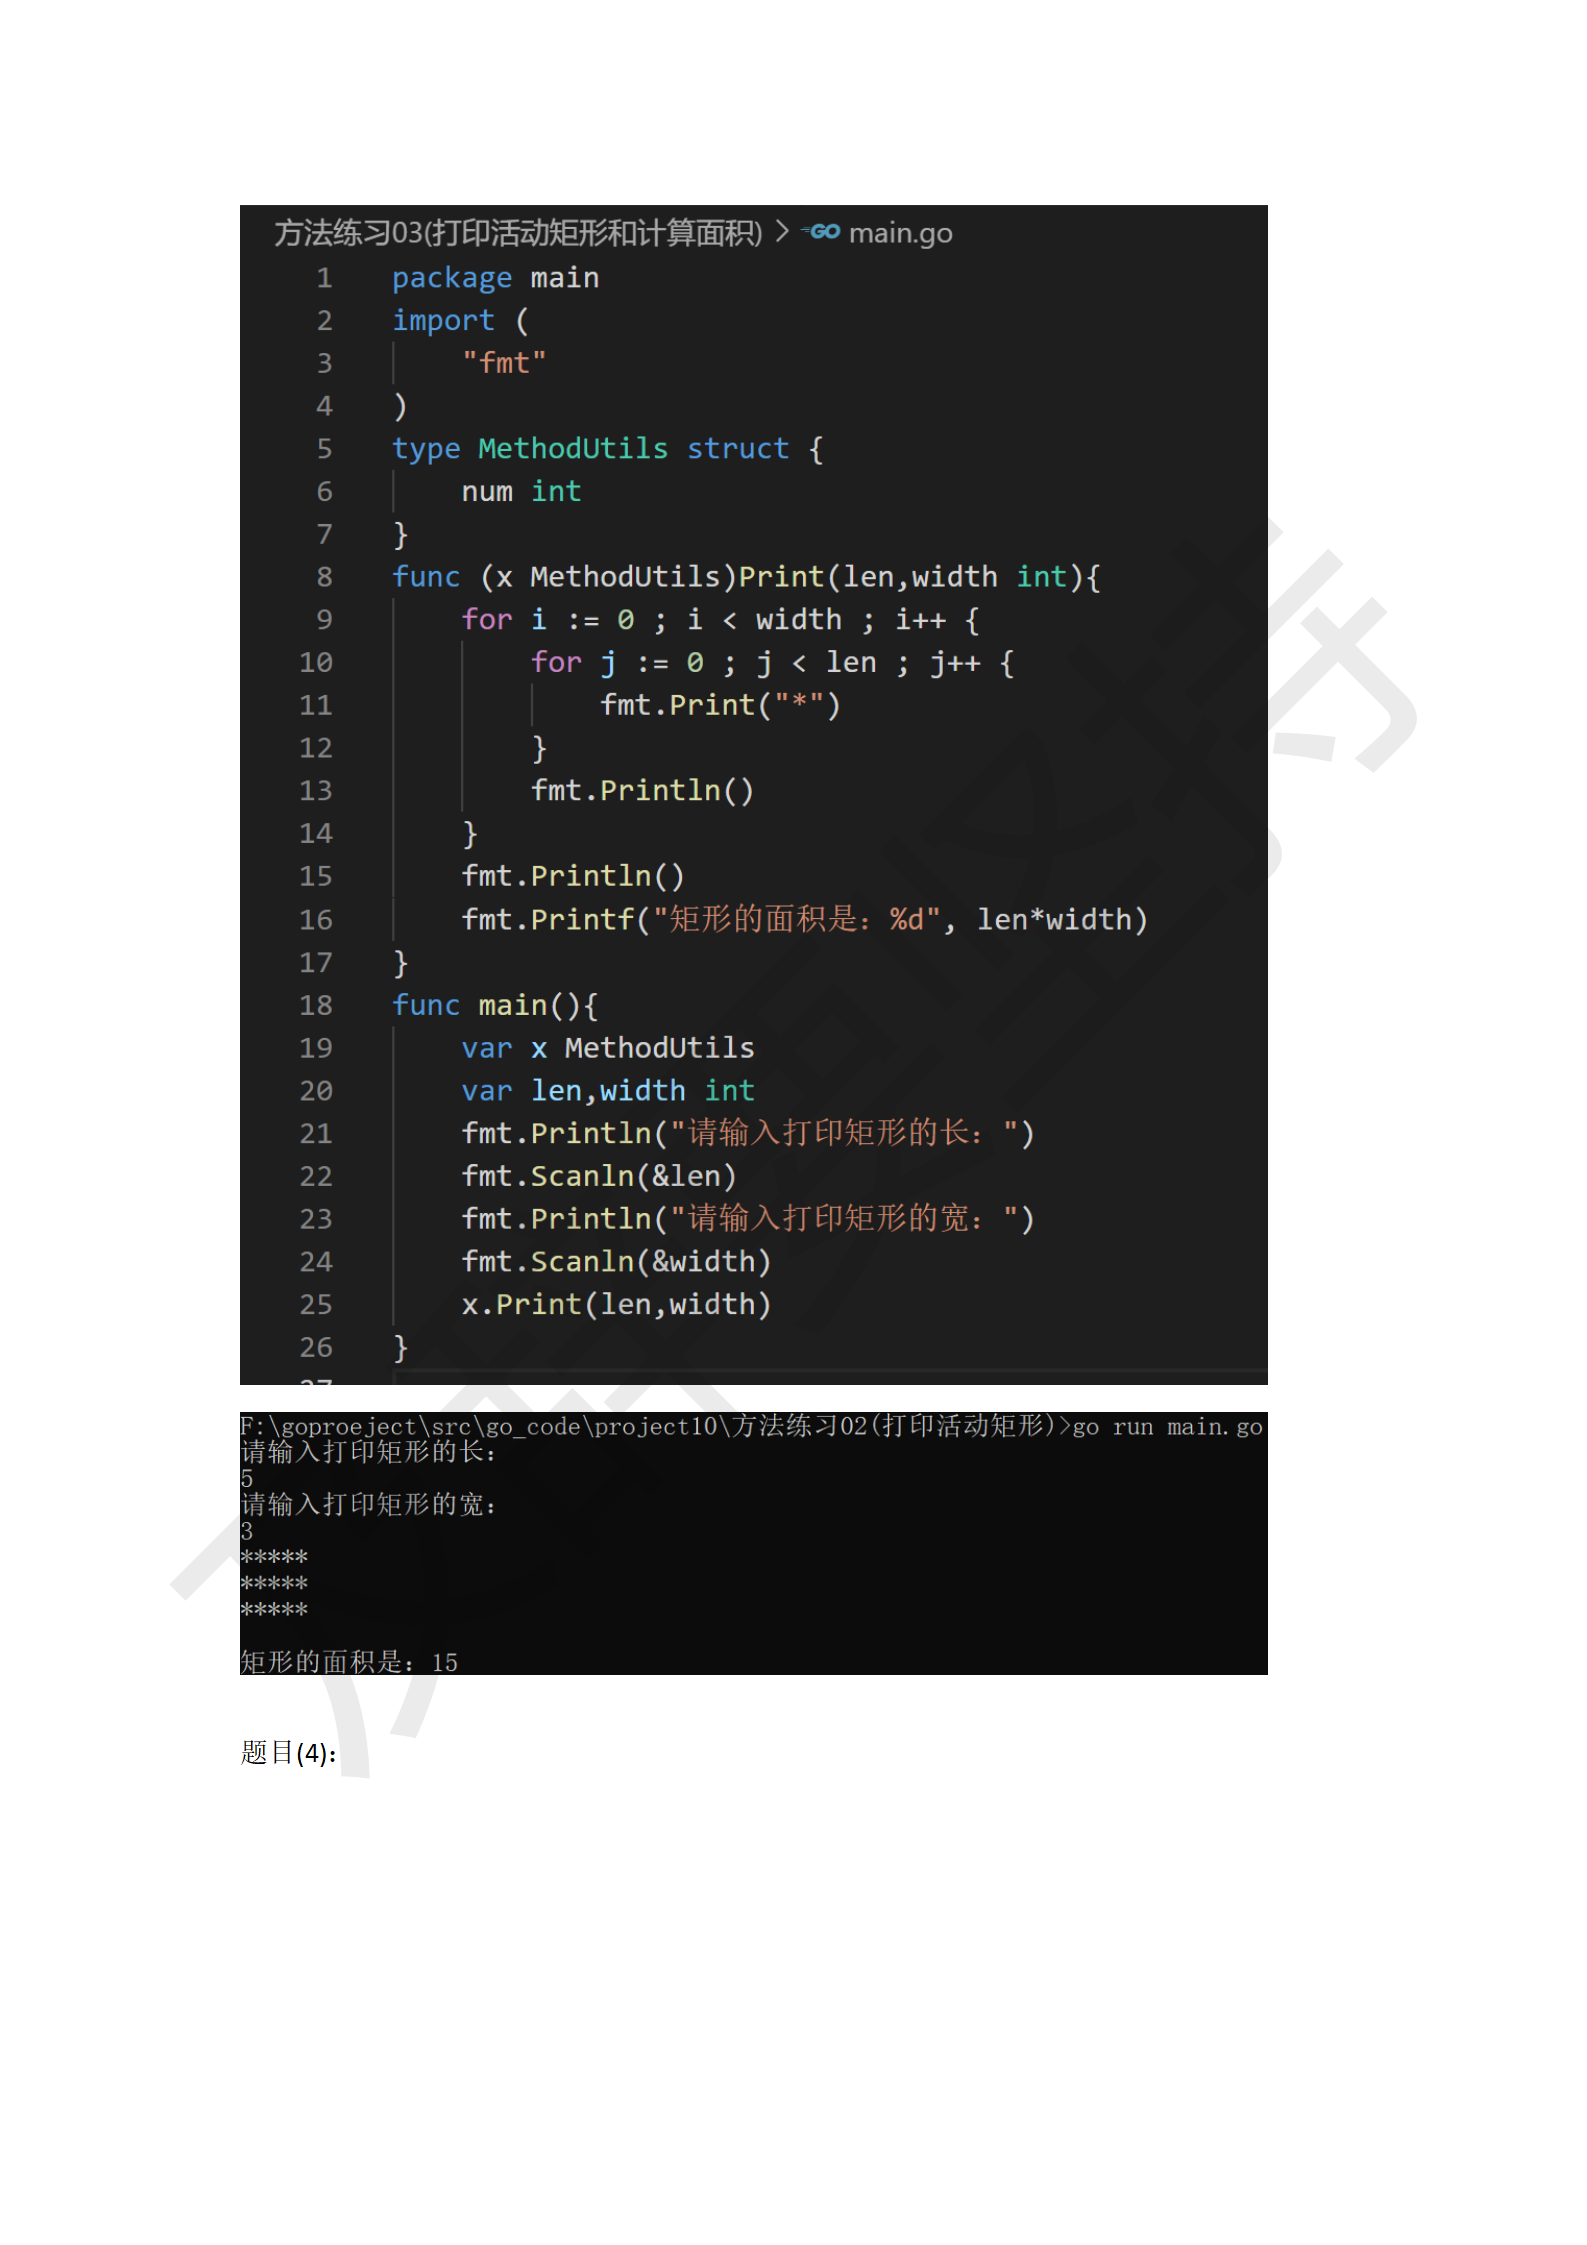 方法练习03(打印活动矩形和计算面积) > GO main.go
1 package main
2 import (
3 "fmt"
4 )
5 type MethodUtils struct {
6 num int
7 }
8 func (x MethodUtils)Print(len,width int){
9 for i := 0 ; i < width ; i++ {
10 for j := 0 ; j < len ; j++ {
11 fmt.Print("*")
12 }
13 fmt.Println()
14 }
15 fmt.Println()
16 fmt.Printf("矩形的面积是：%d", len*width)
17 }
18 func main(){
19 var x MethodUtils
20 var len,width int
21 fmt.Println("请输入打印矩形的长：")
22 fmt.Scanln(&len)
23 fmt.Println("请输入打印矩形的宽：")
24 fmt.Scanln(&width)
25 x.Print(len,width)
26 }
27
F:\goproeject\src\go_code\project10\方法练习02(打印活动矩形)>go run main.go
请输入打印矩形的长：
5
请输入打印矩形的宽：
3
*****
*****
*****
矩形的面积是：15
题目(4)：